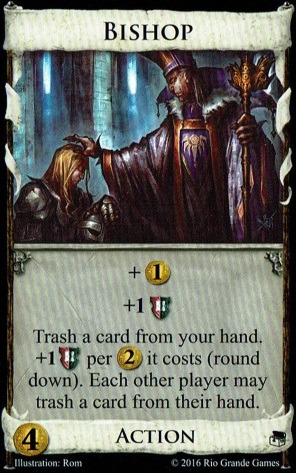 BISHOP
+ 1
+1
Trash a card from your hand.
+1 per 2 it costs (round
down). Each other player may
trash a card from their hand.
4 ACTION
Illustration: Rom © 2016 Rio Grande Games